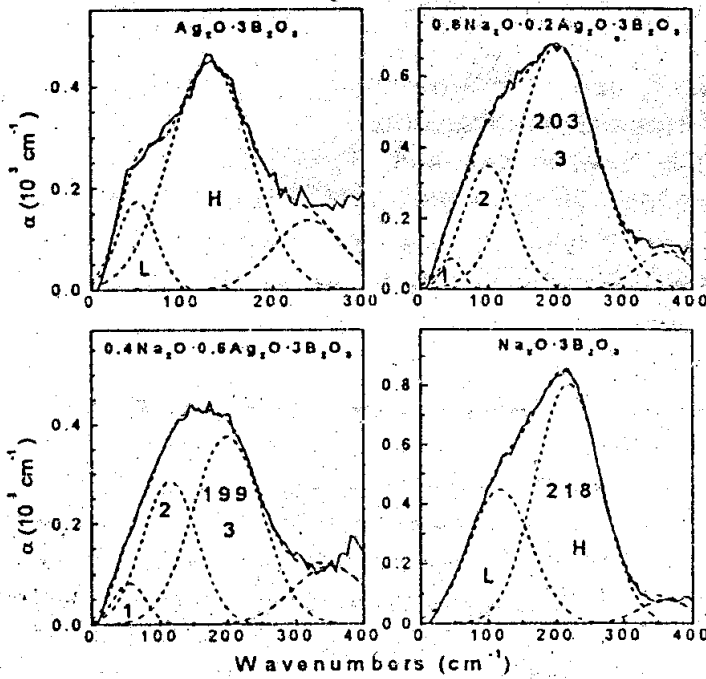 Ag₂O·3B₂O₃
0.8Na₂O·0.2Ag₂O·3B₂O₃
α (10³ cm⁻¹)
0.4
0.2
0.0
H
L
0 100 200 300
0.6
0.4
0.2
0.0
203
3
2
1
0 100 200 300 400
0.4Na₂O·0.6Ag₂O·3B₂O₃
Na₂O·3B₂O₃
α (10³ cm⁻¹)
0.4
0.2
0.0
2
199
3
1
0 100 200 300 400
0.8
0.6
0.4
0.2
0
218
L
H
0 100 200 300 400
Wavenumbers (cm⁻¹)